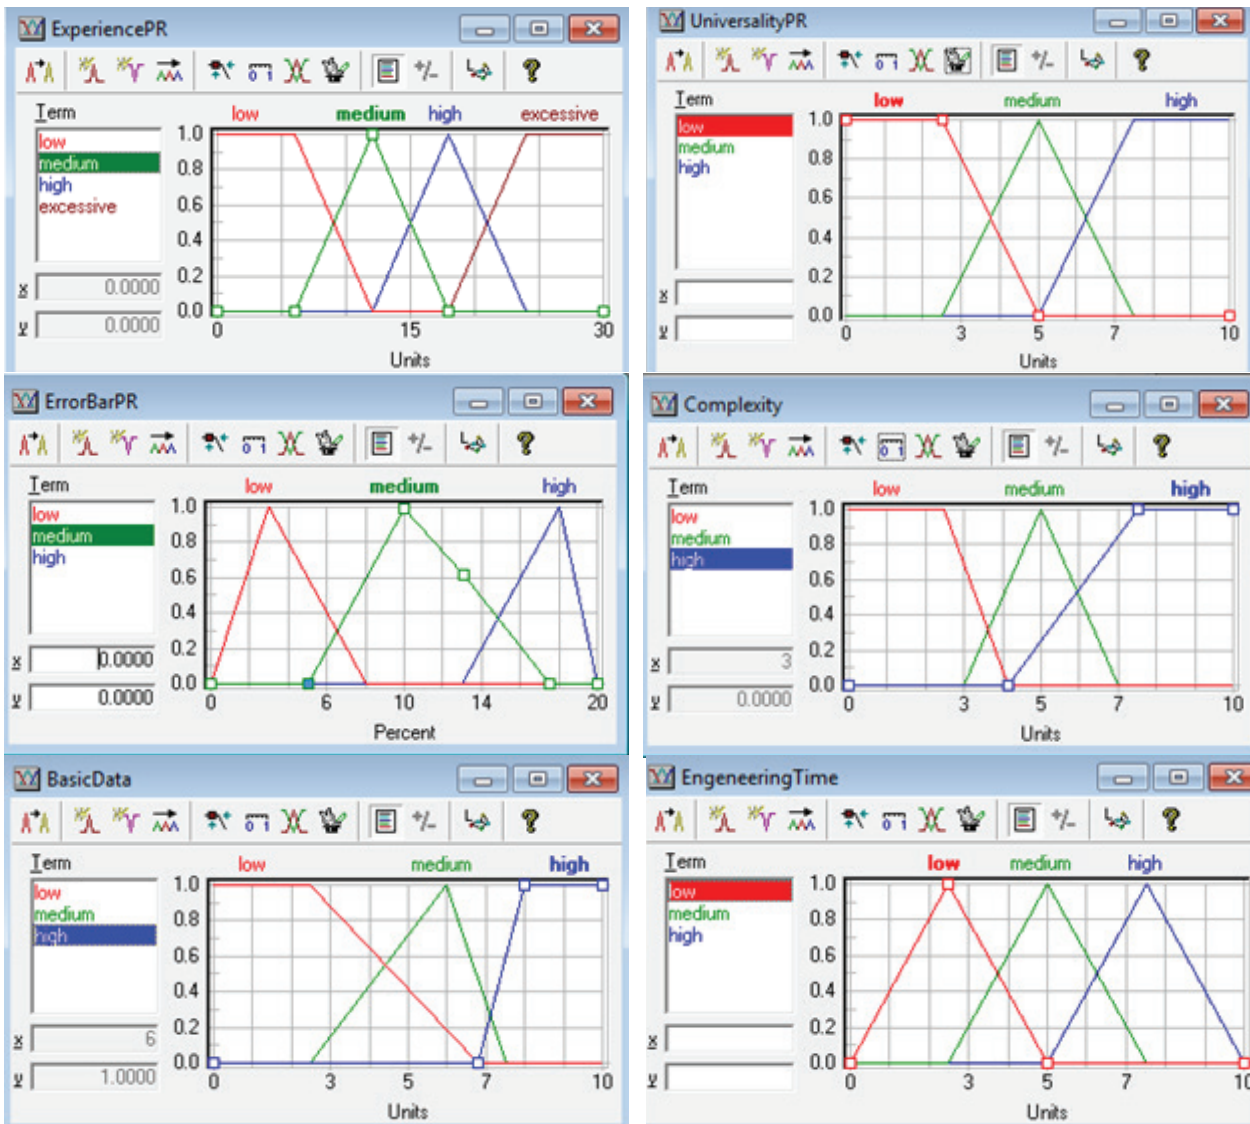 ExperiencePR
Term
low
medium
high
excessive
0.0000
0.0000
low medium high excessive
1.0
0.8
0.6
0.4
0.2
0.0
0 15 30
Units
UniversalityPR
Term
low
medium
high
low medium high
1.0
0.8
0.6
0.4
0.2
0.0
0 3 5 7 10
Units
ErrorBarPR
Term
low
medium
high
0.0000
0.0000
low medium high
1.0
0.8
0.6
0.4
0.2
0.0
0 6 10 14 20
Percent
Complexity
Term
low
medium
high
3
0.0000
low medium high
1.0
0.8
0.6
0.4
0.2
0.0
0 3 5 7 10
Units
BasicData
Term
low
medium
high
6
1.0000
low medium high
1.0
0.8
0.6
0.4
0.2
0.0
0 3 7 10
Units
EngeneeringTime
Term
low
medium
high
low medium high
1.0
0.8
0.6
0.4
0.2
0.0
0 3 5 7 10
Units